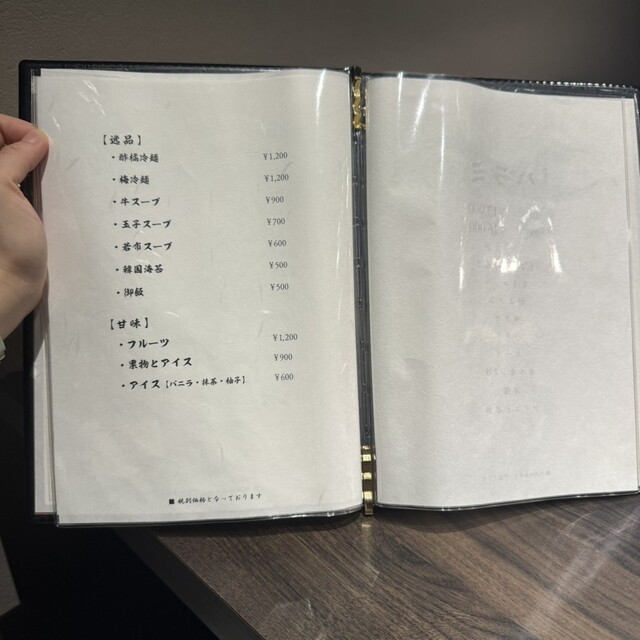 【逸品】
・酢橘冷麺 ¥1,200
・梅冷麺 ¥1,200
・牛スープ ¥900
・玉子スープ ¥700
・若布スープ ¥600
・韓国海苔 ¥500
・御飯 ¥500
【甘味】
・フルーツ ¥1,200
・果物とアイス ¥900
・アイス【バニラ・抹茶・柚子】 ¥600
■ 税別価格となっております